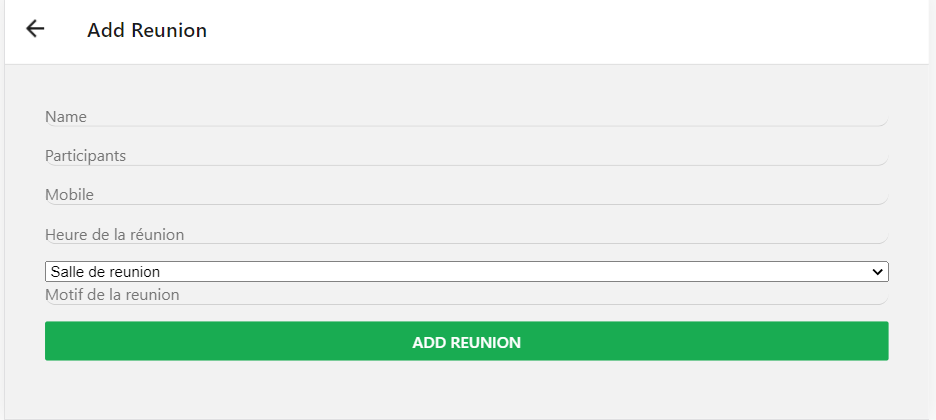 Add Reunion
Name
Participants
Mobile
Heure de la réunion
Salle de reunion
Motif de la reunion
ADD REUNION